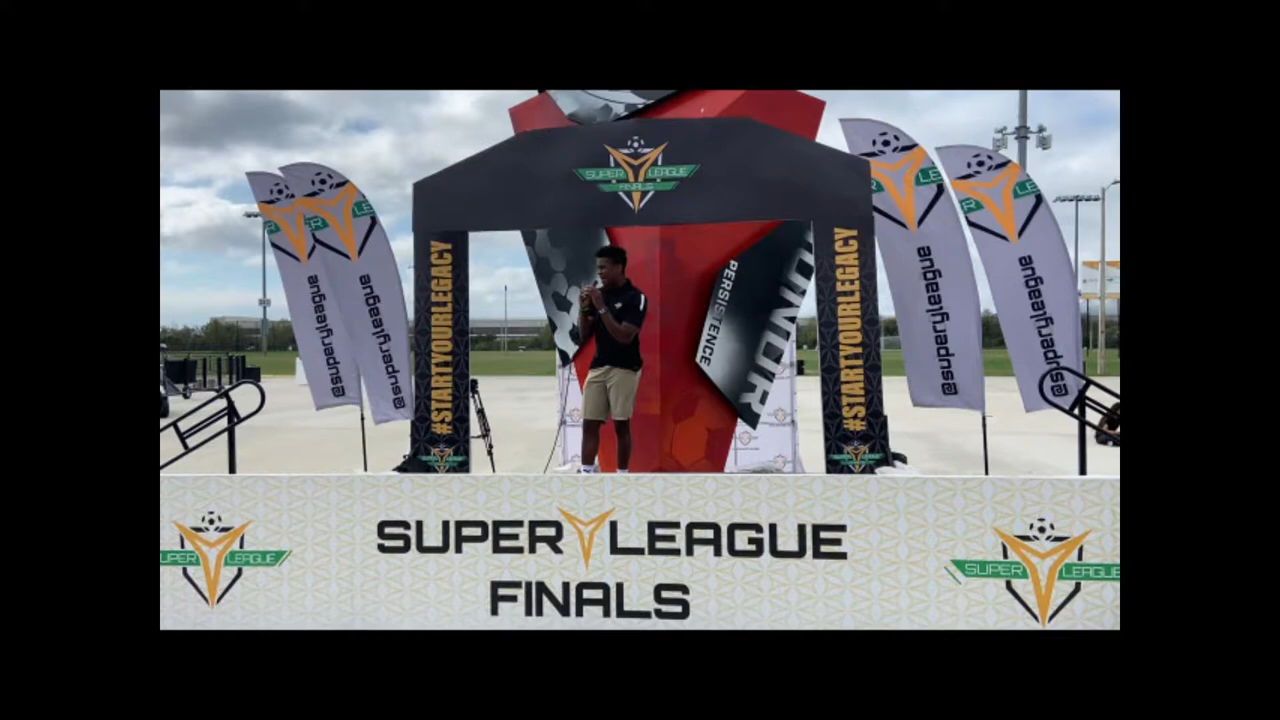 SUPER LEAGUE
FINALS
#STARTYOURLEGACY
#STARTYOURLEGACY
@superyleague
@superyleague
@superyleague
@superyleague
PERSISTENCE
SUPER Y LEAGUE
FINALS
SUPER LEAGUE
SUPER LEAGUE